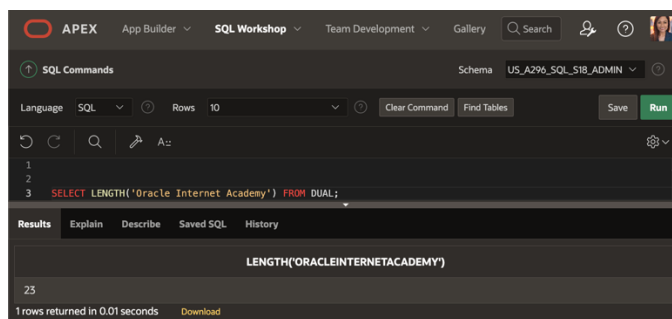 APEX App Builder SQL Workshop Team Development Gallery Search
SQL Commands Schema US_A296_SQL_S18_ADMIN
Language SQL Rows 10 Clear Command Find Tables Save Run
A::
1
2
3 SELECT LENGTH('Oracle Internet Academy') FROM DUAL;
Results Explain Describe Saved SQL History
LENGTH('ORACLEINTERNETACADEMY')
23
1 rows returned in 0.01 seconds Download